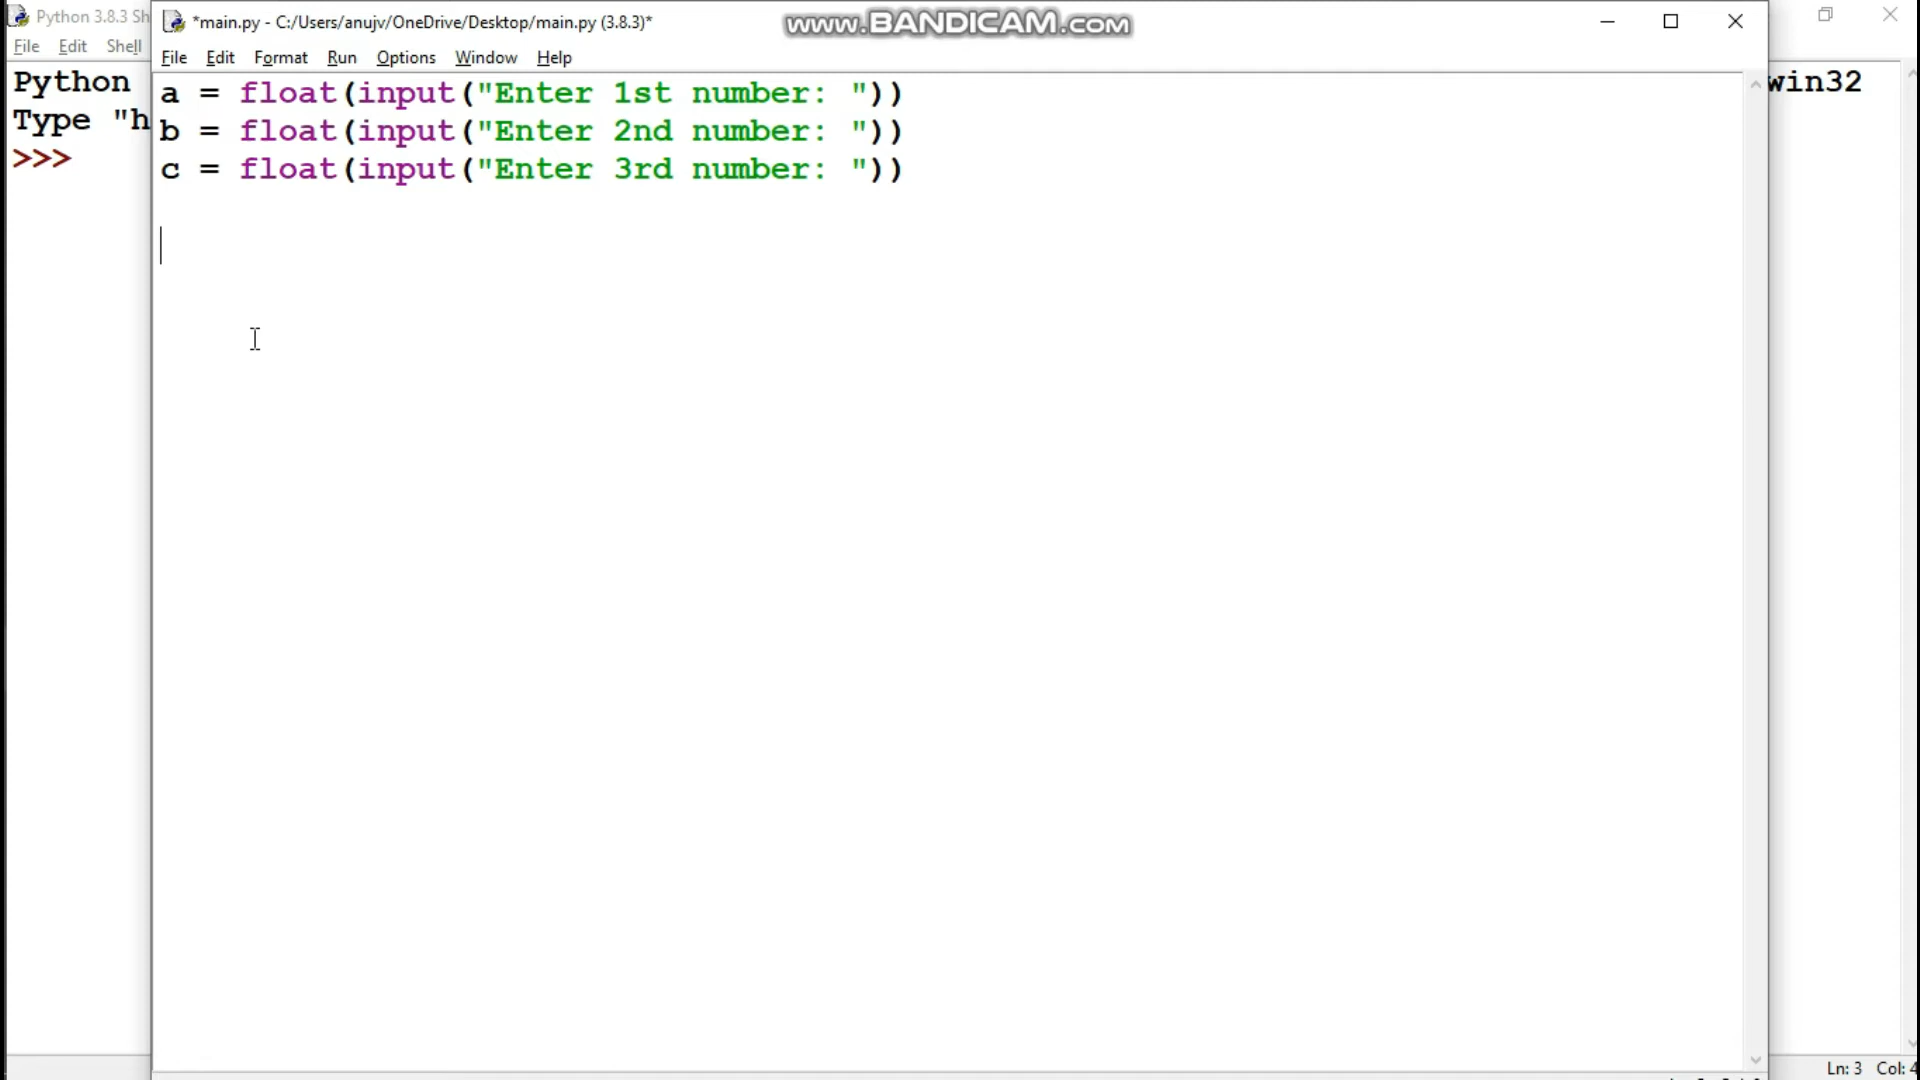 Python 3.8.3 Sh
*main.py - C:/Users/anujv/OneDrive/Desktop/main.py (3.8.3)*
www.BANDICAM.com
File Edit Shell
File Edit Format Run Options Window Help
Python
win32
Type "h
>>>
a = float(input("Enter 1st number: "))
b = float(input("Enter 2nd number: "))
c = float(input("Enter 3rd number: "))
Ln: 3 Col: 4